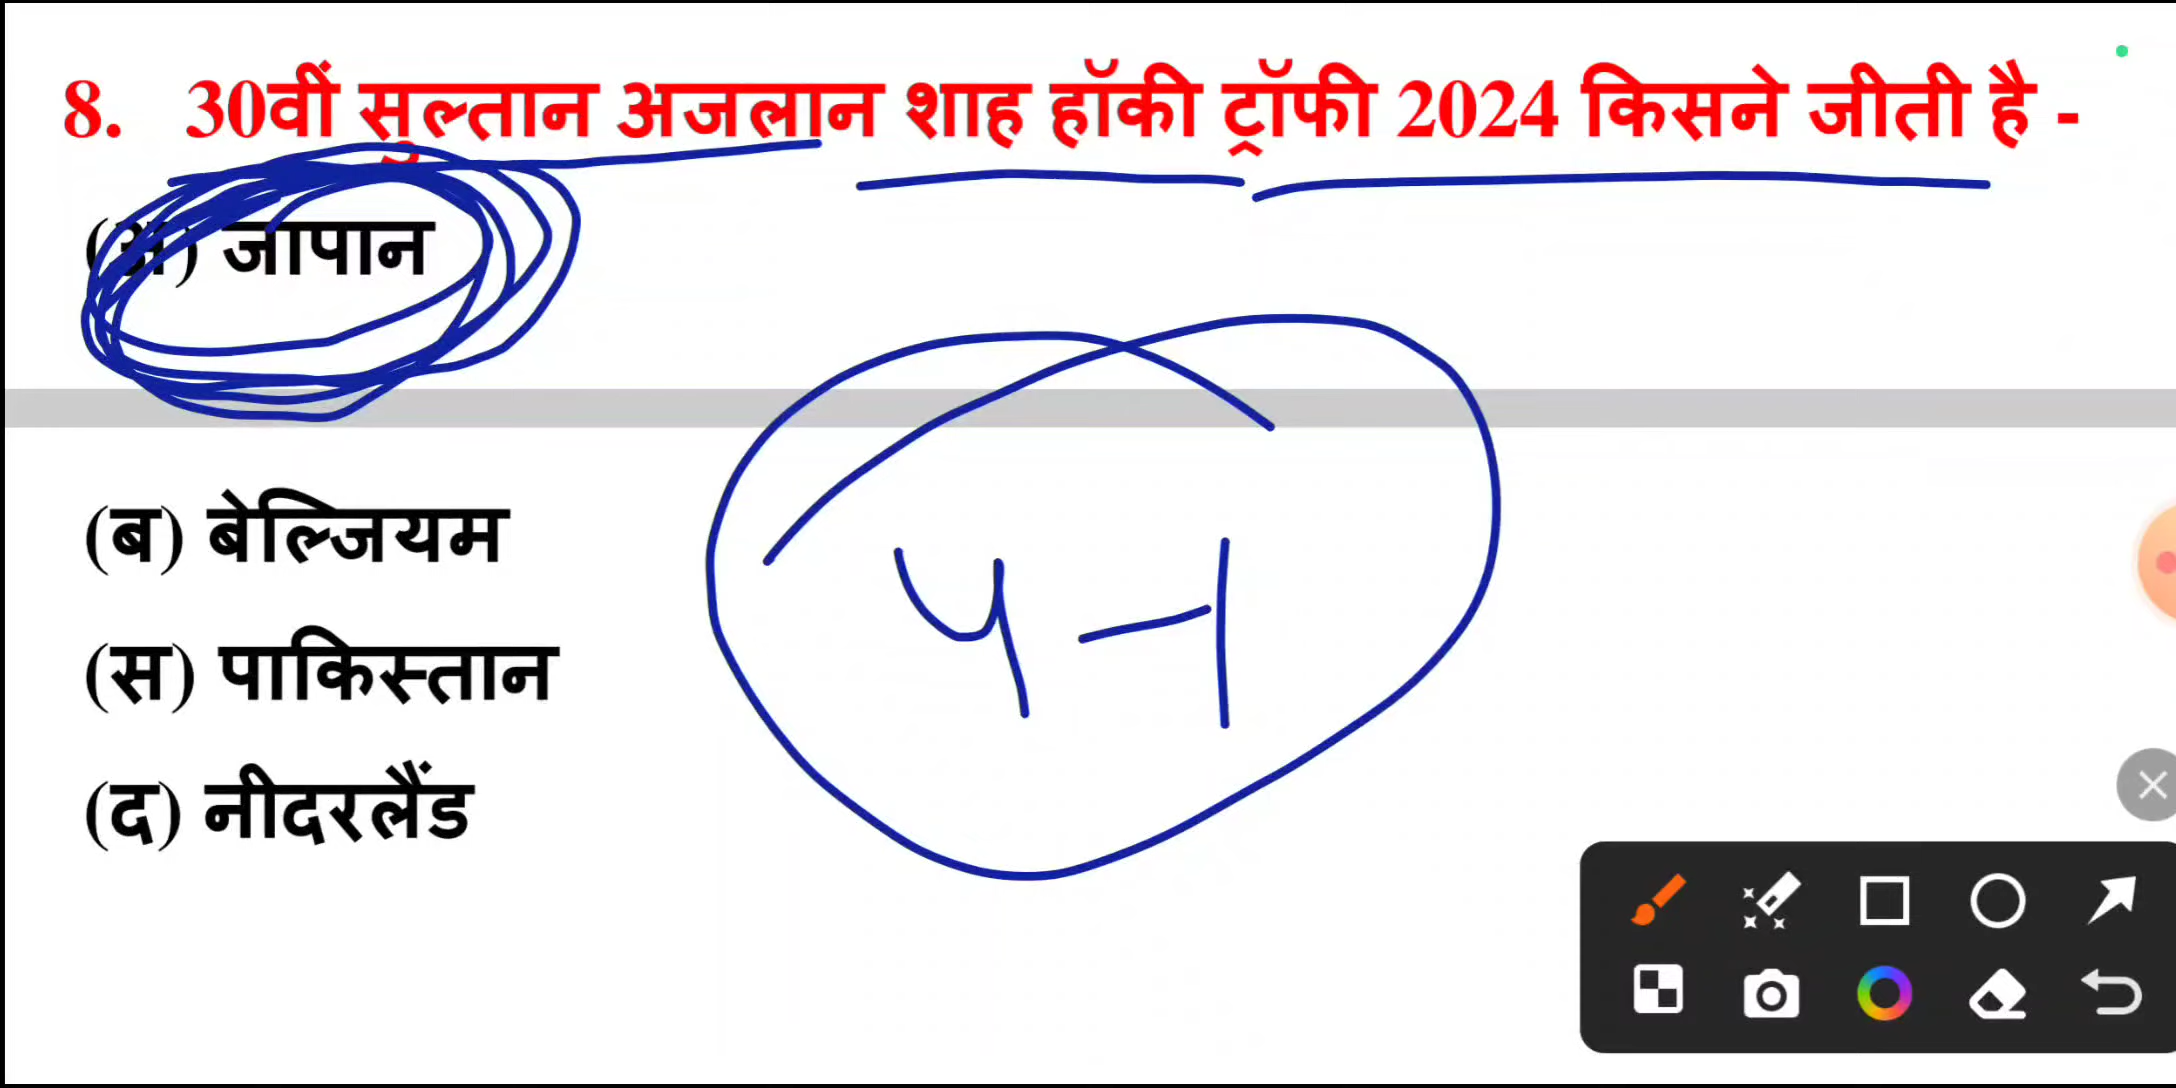 8. 30वीं सुल्तान अजलान शाह हॉकी ट्रॉफी 2024 किसने जीती है -
(अ) जापान
(ब) बेल्जियम
(स) पाकिस्तान
(द) नीदरलैंड
4-1